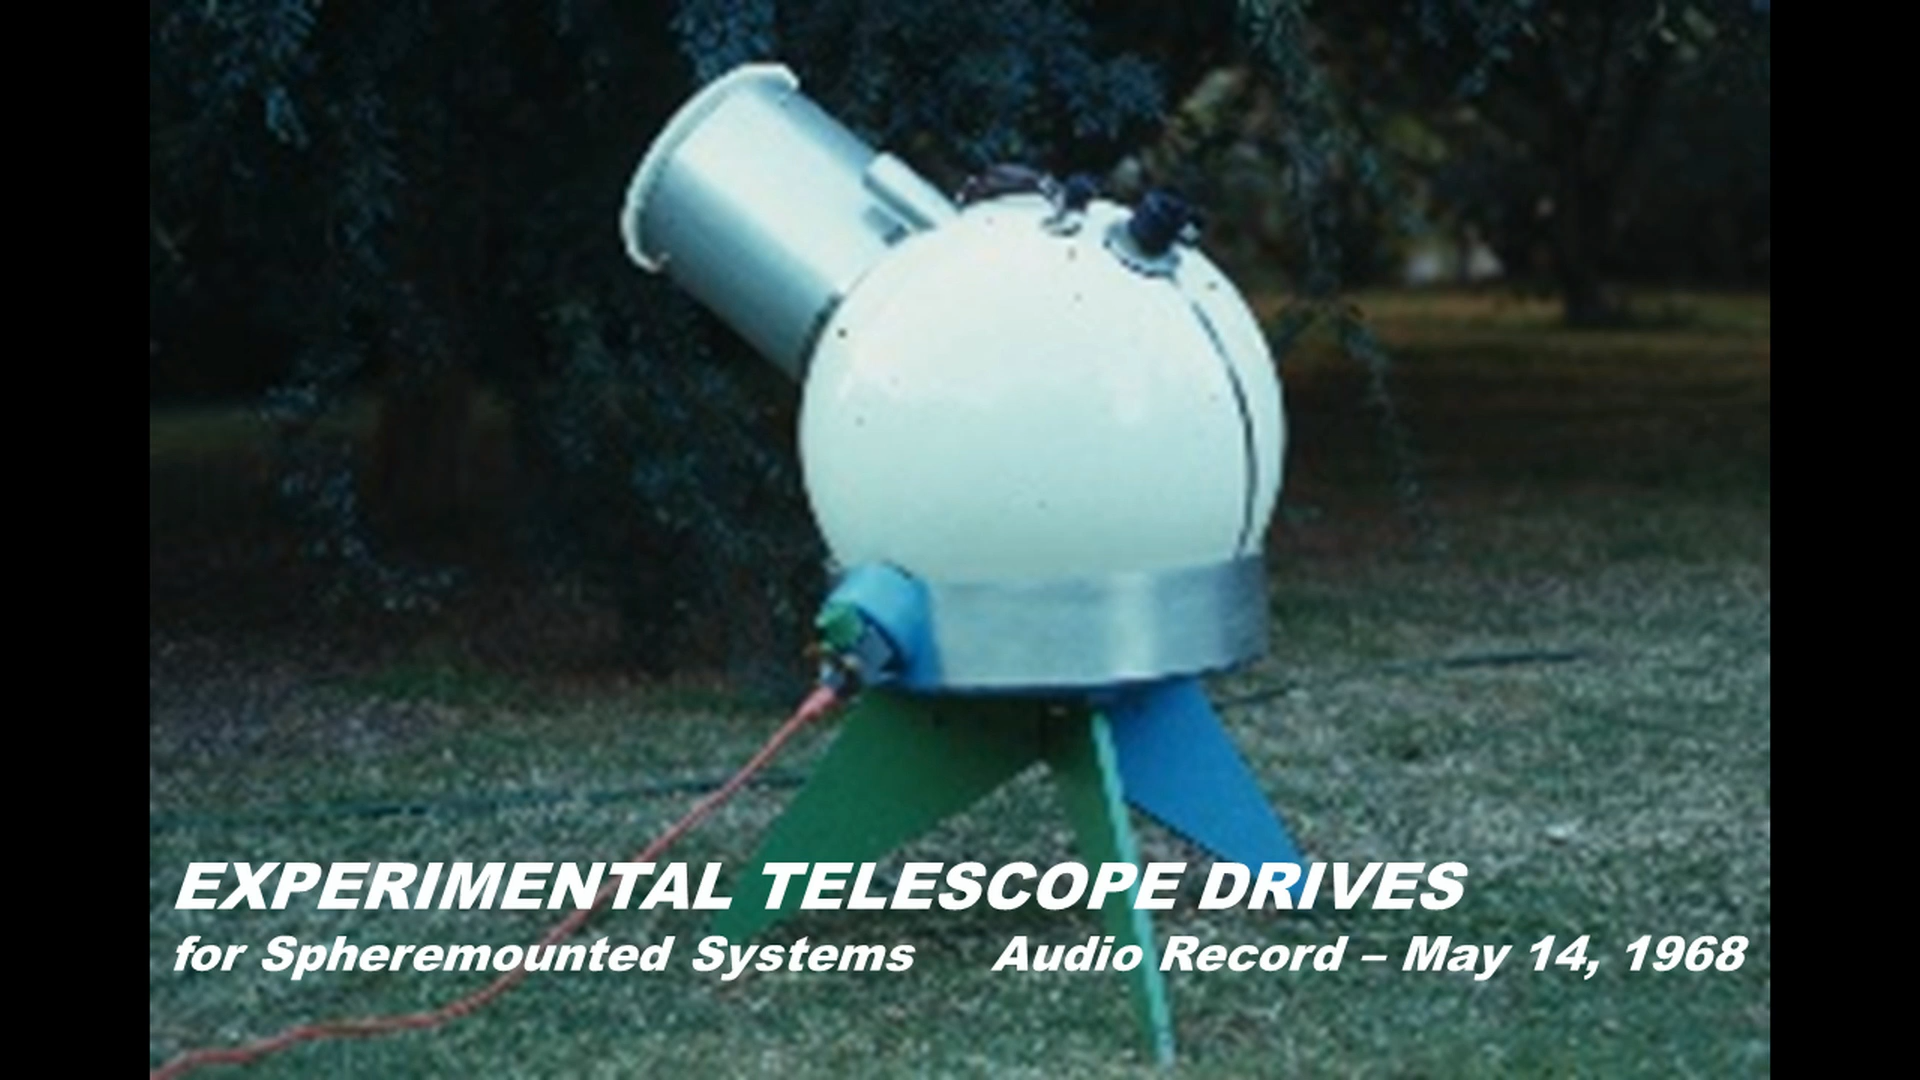 EXPERIMENTAL TELESCOPE DRIVES
for Spheremounted Systems Audio Record – May 14, 1968